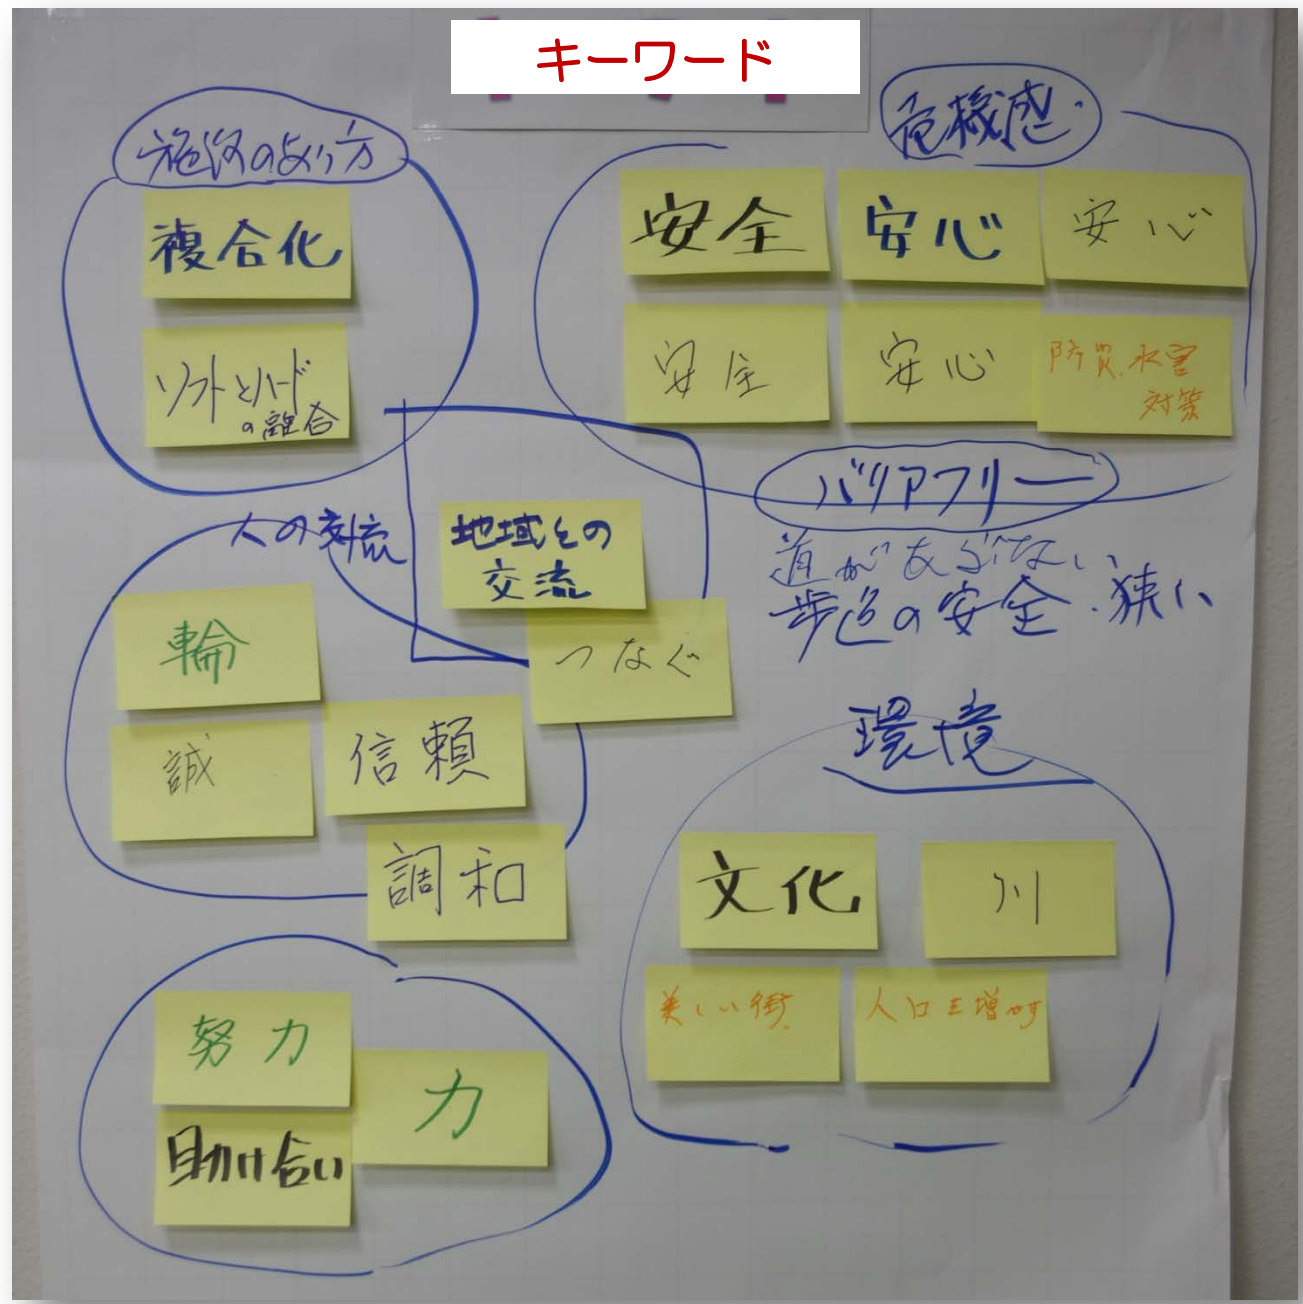 キーワード
施設のあり方
複合化
ソフトとハード
の融合
危機感
安全
安心
安心
安全
安心
防災、水害
対策
バリアフリー
道があぶない
歩道の安全・狭い
人の交流
地域との
交流
つなぐ
輪
誠
信頼
調和
環境
文化
川
美しい街
人口を増やす
努力
力
助け合い